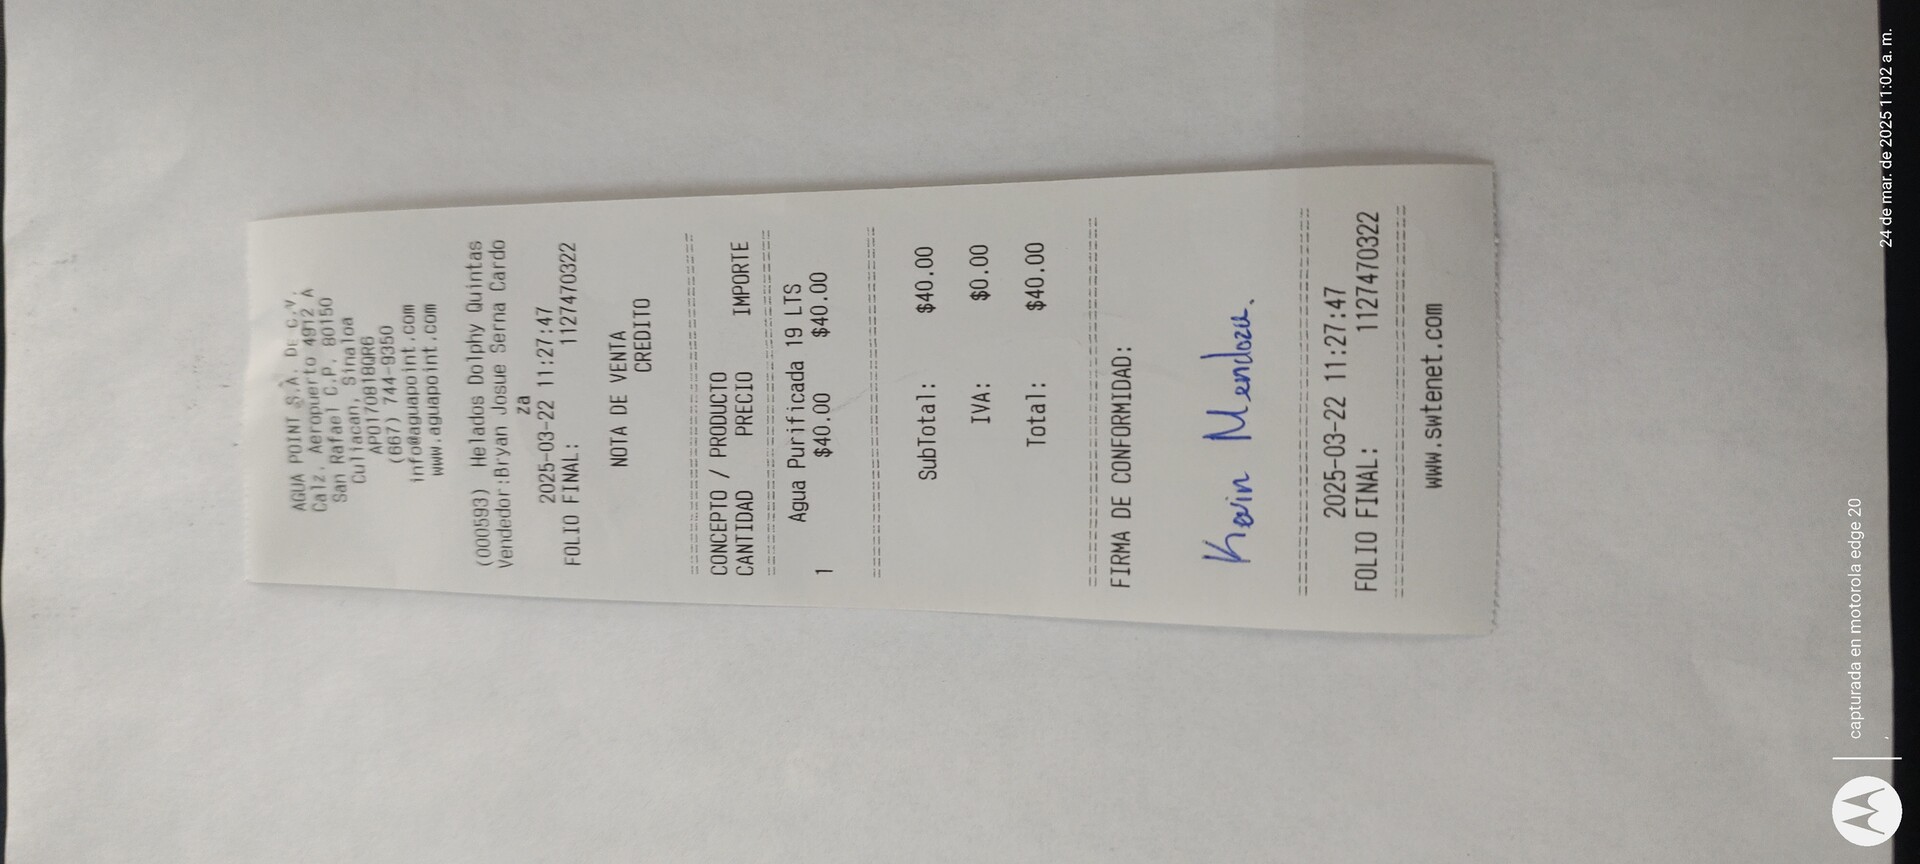 AGUA POINT S.A. DE C.V.
Calz. Aeropuerto 4912 A
San Rafael C.P. 80150
Culiacan, Sinaloa
APO170818QR6
(667) 744-9350
info@aguapoint.com
www.aguapoint.com
(000593) Helados Dolphy Quintas
Vendedor:Bryan Josue Serna Cardo
za
2025-03-22 11:27:47
FOLIO FINAL: 1127470322
NOTA DE VENTA
CREDITO
================================
CONCEPTO / PRODUCTO
CANTIDAD PRECIO IMPORTE
================================
Agua Purificada 19 LTS
1 $40.00 $40.00
================================
SubTotal: $40.00
IVA: $0.00
Total: $40.00
================================
FIRMA DE CONFORMIDAD:
Kevin Mendoza.
================================
2025-03-22 11:27:47
FOLIO FINAL: 1127470322
================================
www.swtenet.com
capturada en motorola edge 20
24 de mar. de 2025 11:02 a. m.